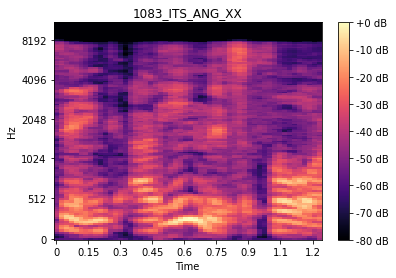 1083_ITS_ANG_XX
Hz
8192
4096
2048
1024
512
0
0 0.15 0.3 0.45 0.6 0.75 0.9 1.1 1.2
Time
+0 dB
-10 dB
-20 dB
-30 dB
-40 dB
-50 dB
-60 dB
-70 dB
-80 dB